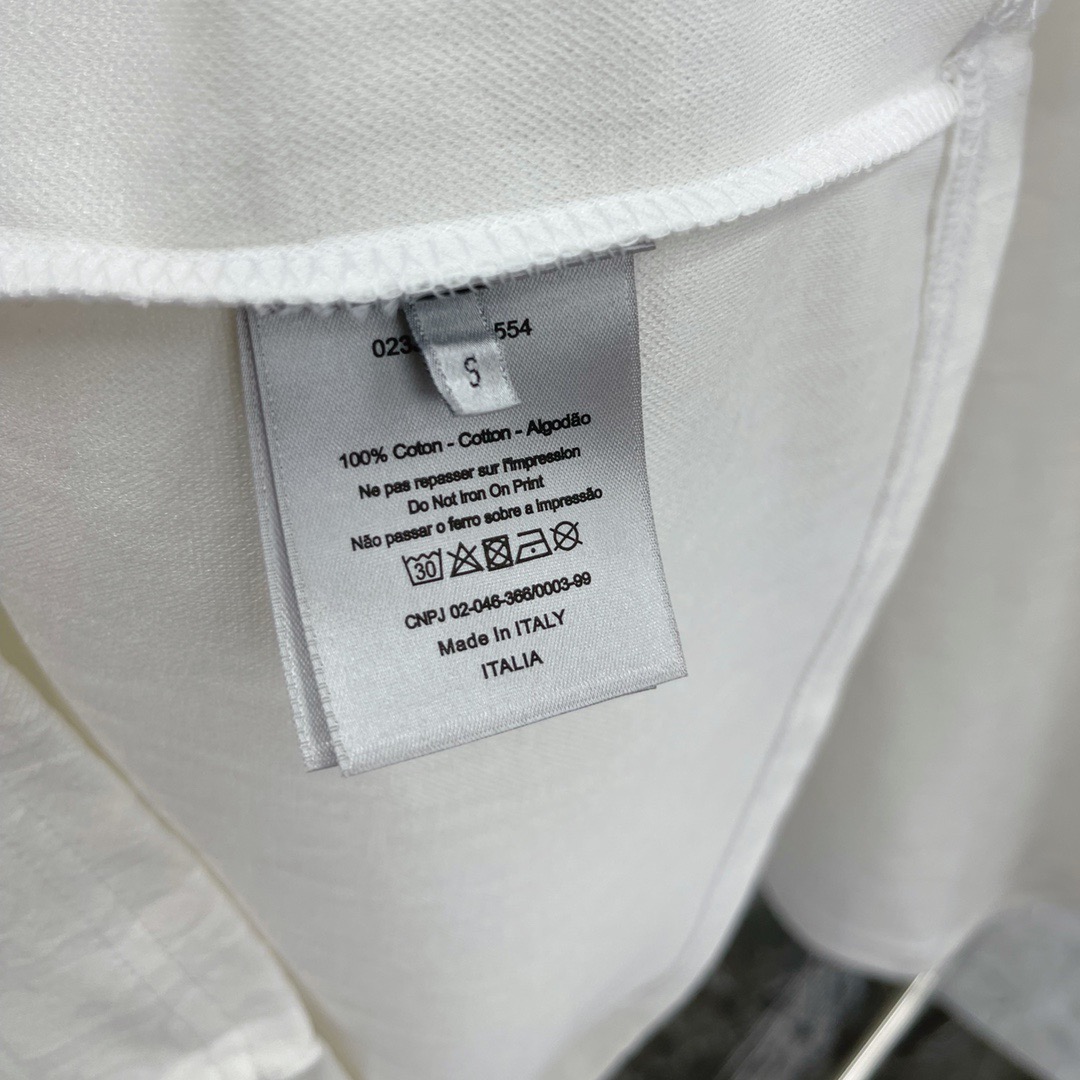 023 554
S
100% Coton - Cotton - Algodão
Ne pas repasser sur l'impression
Do Not Iron On Print
Não passar o ferro sobre a impressão
30
CNPJ 02-046-366/0003-99
Made In ITALY
ITALIA